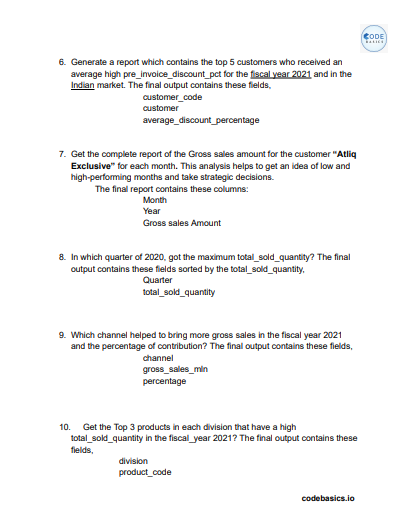 CODE
BASICS
6. Generate a report which contains the top 5 customers who received an
average high pre_invoice_discount_pct for the fiscal year 2021 and in the
Indian market. The final output contains these fields,
customer_code
customer
average_discount_percentage
7. Get the complete report of the Gross sales amount for the customer “Atliq
Exclusive” for each month. This analysis helps to get an idea of low and
high-performing months and take strategic decisions.
The final report contains these columns:
Month
Year
Gross sales Amount
8. In which quarter of 2020, got the maximum total_sold_quantity? The final
output contains these fields sorted by the total_sold_quantity,
Quarter
total_sold_quantity
9. Which channel helped to bring more gross sales in the fiscal year 2021
and the percentage of contribution? The final output contains these fields,
channel
gross_sales_mln
percentage
10. Get the Top 3 products in each division that have a high
total_sold_quantity in the fiscal_year 2021? The final output contains these
fields,
division
product_code
codebasics.io